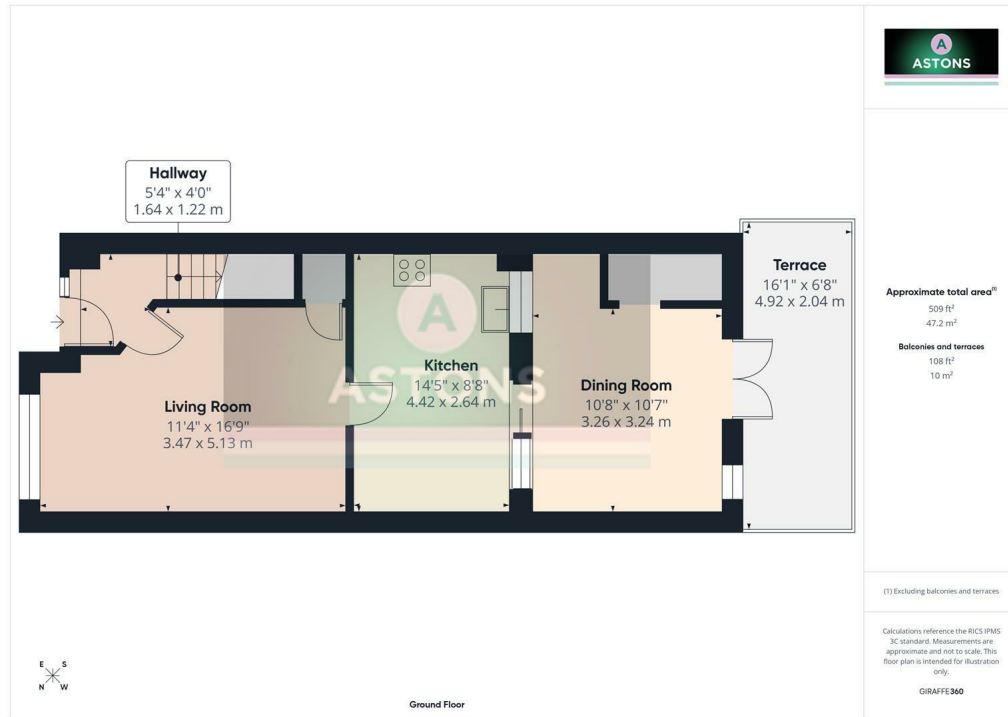 A
ASTONS
Hallway
5'4" x 4'0"
1.64 x 1.22 m
Terrace
16'1" x 6'8"
4.92 x 2.04 m
A
ASTONS
Kitchen
14'5" x 8'8"
4.42 x 2.64 m
Dining Room
10'8" x 10'7"
3.26 x 3.24 m
Living Room
11'4" x 16'9"
3.47 x 5.13 m
Approximate total area(1)
509 ft²
47.2 m²
Balconies and terraces
108 ft²
10 m²
(1) Excluding balconies and terraces
Calculations reference the RICS IPMS
3C standard. Measurements are
approximate and not to scale. This
floor plan is intended for illustration
only.
GIRAFFE360
E S
N W
Ground Floor